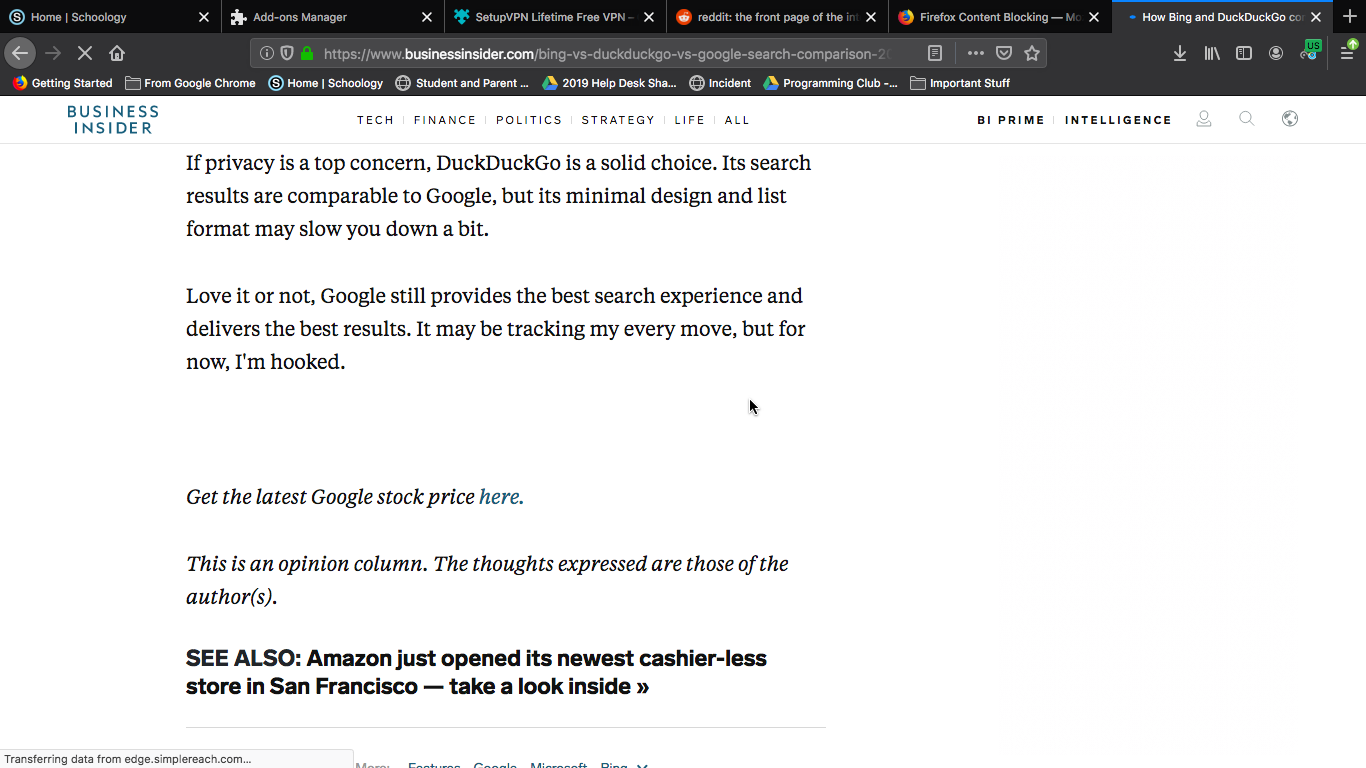 Home | Schoology
Add-ons Manager
SetupVPN Lifetime Free VPN –
reddit: the front page of the int
Firefox Content Blocking — Mo
How Bing and DuckDuckGo co
https://www.businessinsider.com/bing-vs-duckduckgo-vs-google-search-comparison-20
US
Getting Started
From Google Chrome
Home | Schoology
Student and Parent ...
2019 Help Desk Sha...
Incident
Programming Club -...
Important Stuff
BUSINESS
INSIDER
TECH
FINANCE
POLITICS
STRATEGY
LIFE
ALL
BI PRIME
INTELLIGENCE
If privacy is a top concern, DuckDuckGo is a solid choice. Its search
results are comparable to Google, but its minimal design and list
format may slow you down a bit.
Love it or not, Google still provides the best search experience and
delivers the best results. It may be tracking my every move, but for
now, I'm hooked.
Get the latest Google stock price here.
This is an opinion column. The thoughts expressed are those of the
author(s).
SEE ALSO: Amazon just opened its newest cashier-less
store in San Francisco — take a look inside »
Transferring data from edge.simplereach.com...
More: Features Google Microsoft Bing